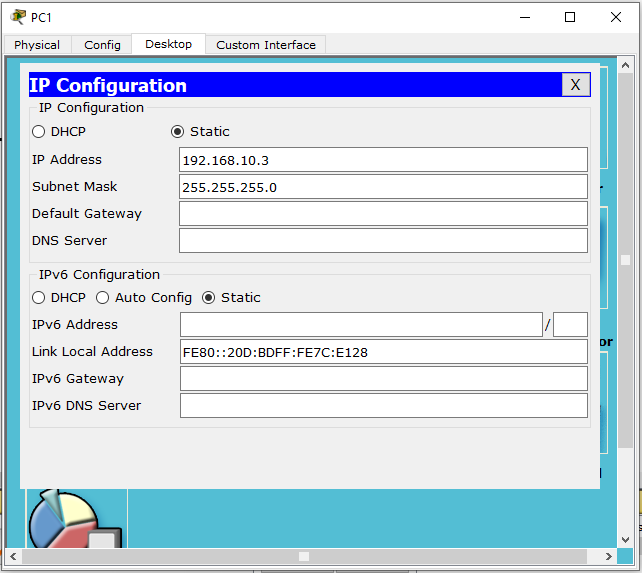 PC1
Physical Config Desktop Custom Interface
IP Configuration X
IP Configuration
DHCP Static
IP Address 192.168.10.3
Subnet Mask 255.255.255.0
Default Gateway
DNS Server
IPv6 Configuration
DHCP Auto Config Static
IPv6 Address /
Link Local Address FE80::20D:BDFF:FE7C:E128
IPv6 Gateway
IPv6 DNS Server
or